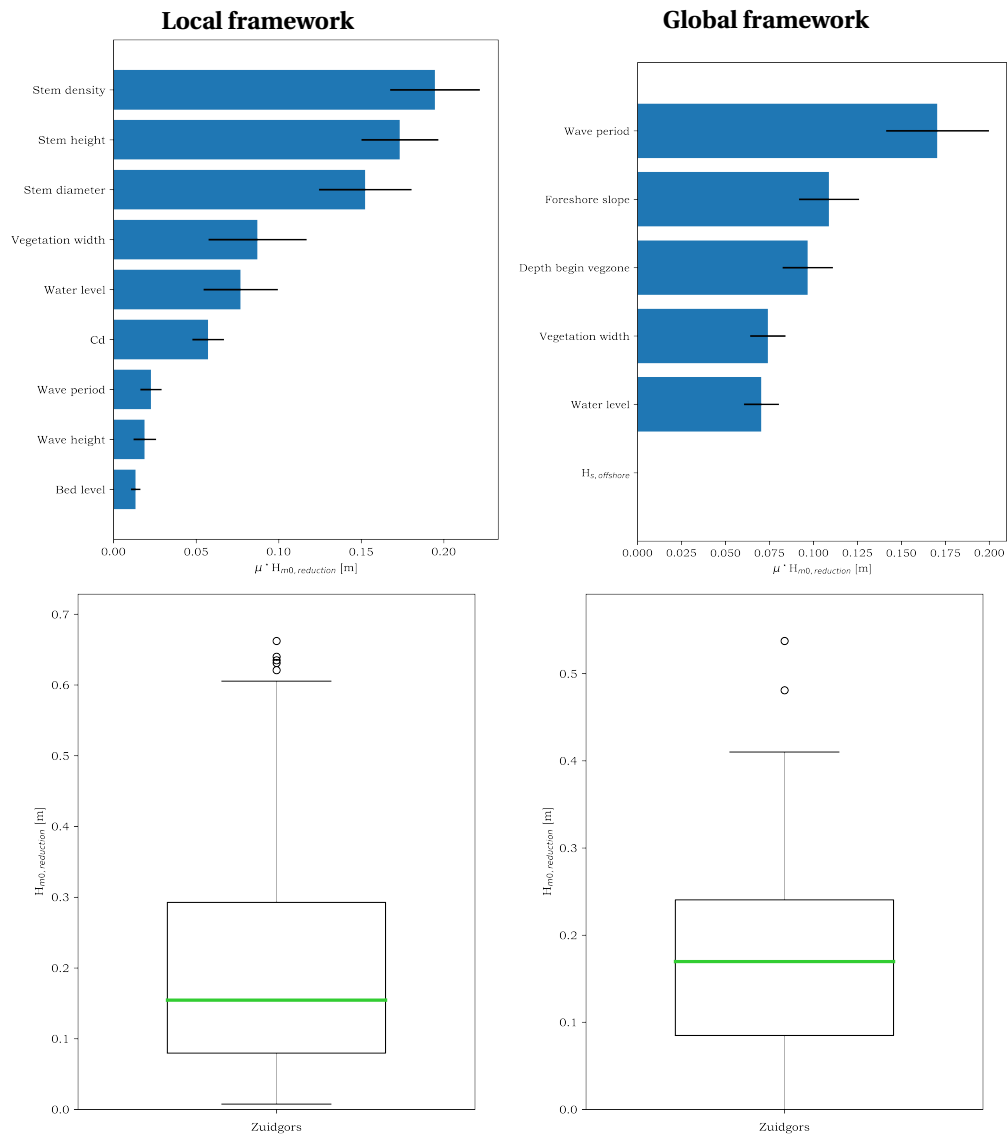 Local framework
Global framework
Stem density
Stem height
Stem diameter
Vegetation width
Water level
Cd
Wave period
Wave height
Bed level
0.00 0.05 0.10 0.15 0.20
μ* H_{m0,reduction} [m]
Wave period
Foreshore slope
Depth begin vegzone
Vegetation width
Water level
H_{s,offshore}
0.000 0.025 0.050 0.075 0.100 0.125 0.150 0.175 0.200
μ* H_{m0,reduction} [m]
0.7
0.6
0.5
0.4
0.3
0.2
0.1
0.0
H_{m0,reduction} [m]
Zuidgors
0.5
0.4
0.3
0.2
0.1
0.0
H_{m0,reduction} [m]
Zuidgors